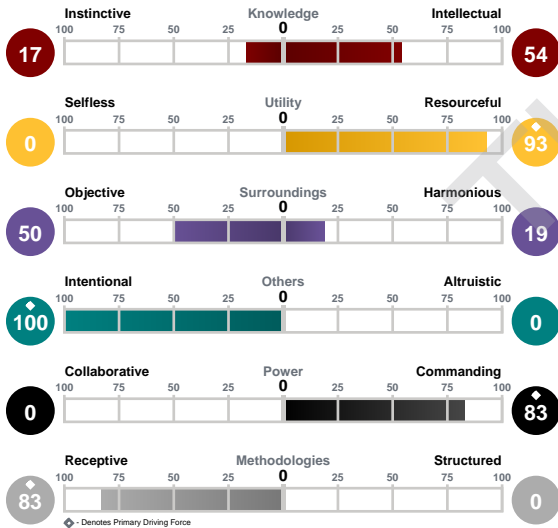 Instinctive Knowledge Intellectual
100 75 50 25 0 25 50 75 100
17 54
Selfless Utility Resourceful
100 75 50 25 0 25 50 75 100
0 93
Objective Surroundings Harmonious
100 75 50 25 0 25 50 75 100
50 19
Intentional Others Altruistic
100 75 50 25 0 25 50 75 100
100 0
Collaborative Power Commanding
100 75 50 25 0 25 50 75 100
0 83
Receptive Methodologies Structured
100 75 50 25 0 25 50 75 100
83 0
- Denotes Primary Driving Force